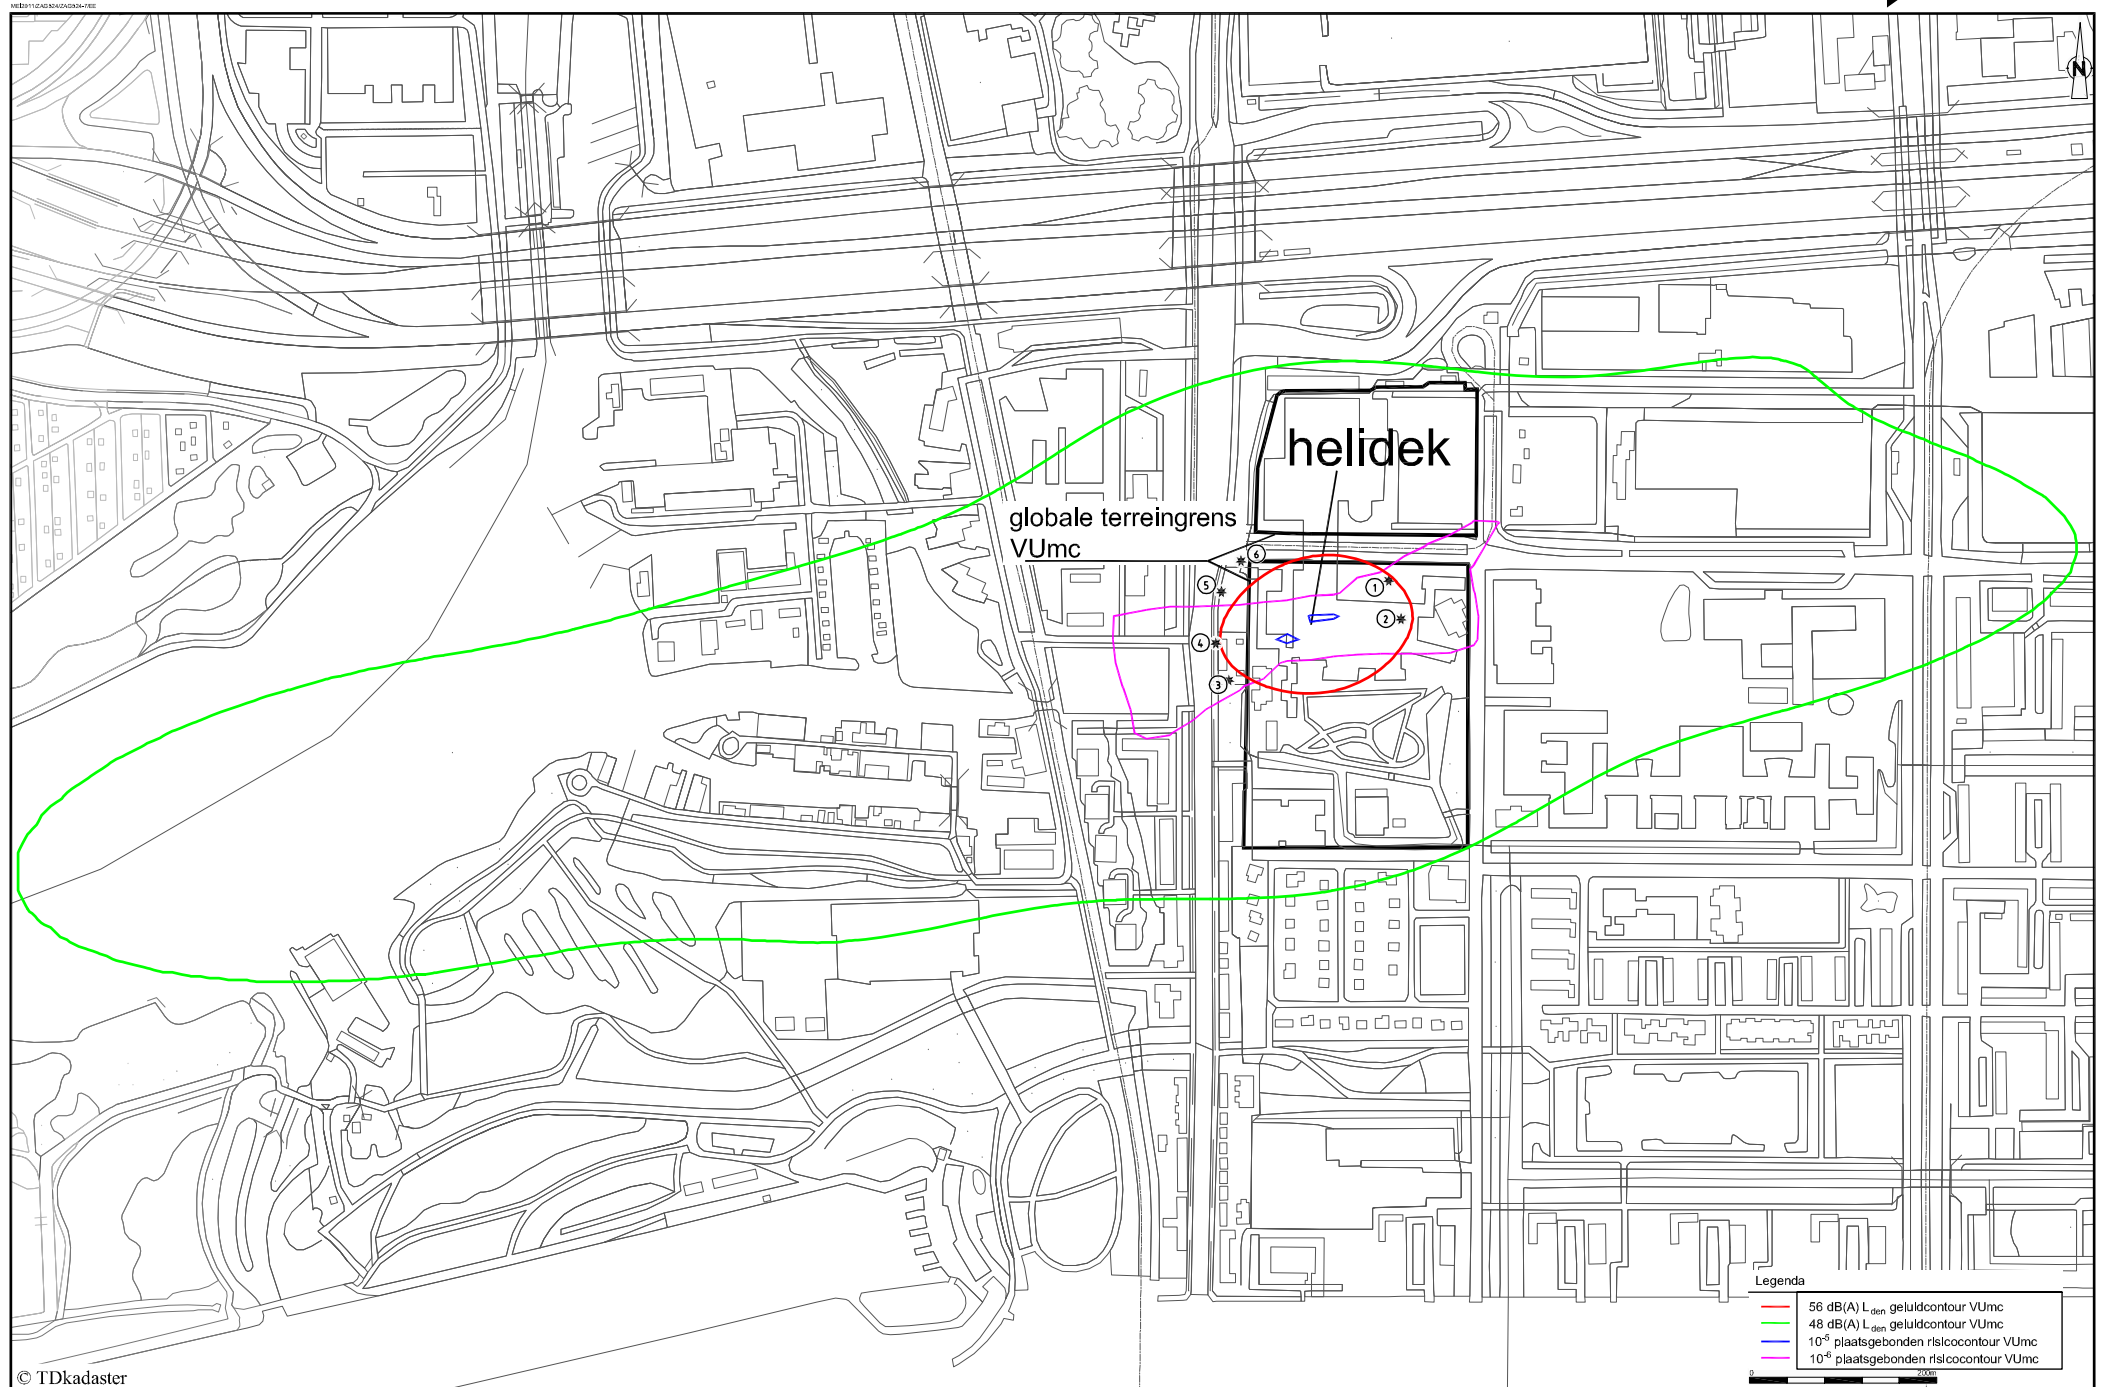 N
helidek
globale terreingrens
VUmc
6
5
1
2
4
3
Legenda
56 dB(A) Lden geluidcontour VUmc
48 dB(A) Lden geluidcontour VUmc
10-5 plaatsgebonden risicocontour VUmc
10-6 plaatsgebonden risicocontour VUmc
0 200m
© TDkadaster